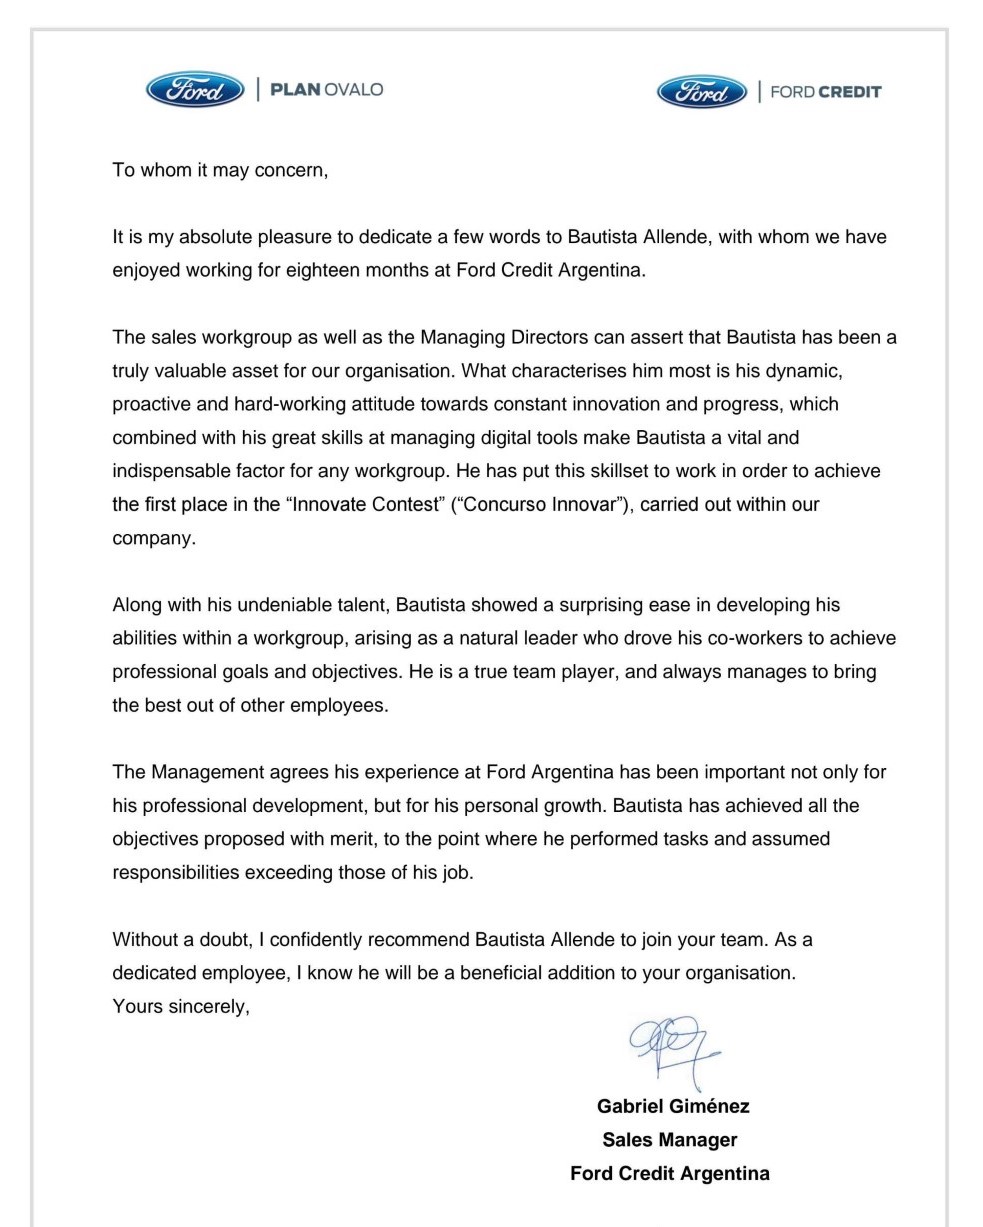 Ford | PLAN OVALO
Ford | FORD CREDIT
To whom it may concern,
It is my absolute pleasure to dedicate a few words to Bautista Allende, with whom we have
enjoyed working for eighteen months at Ford Credit Argentina.
The sales workgroup as well as the Managing Directors can assert that Bautista has been a
truly valuable asset for our organisation. What characterises him most is his dynamic,
proactive and hard-working attitude towards constant innovation and progress, which
combined with his great skills at managing digital tools make Bautista a vital and
indispensable factor for any workgroup. He has put this skillset to work in order to achieve
the first place in the “Innovate Contest” (“Concurso Innovar”), carried out within our
company.
Along with his undeniable talent, Bautista showed a surprising ease in developing his
abilities within a workgroup, arising as a natural leader who drove his co-workers to achieve
professional goals and objectives. He is a true team player, and always manages to bring
the best out of other employees.
The Management agrees his experience at Ford Argentina has been important not only for
his professional development, but for his personal growth. Bautista has achieved all the
objectives proposed with merit, to the point where he performed tasks and assumed
responsibilities exceeding those of his job.
Without a doubt, I confidently recommend Bautista Allende to join your team. As a
dedicated employee, I know he will be a beneficial addition to your organisation.
Yours sincerely,
Gabriel Giménez
Sales Manager
Ford Credit Argentina